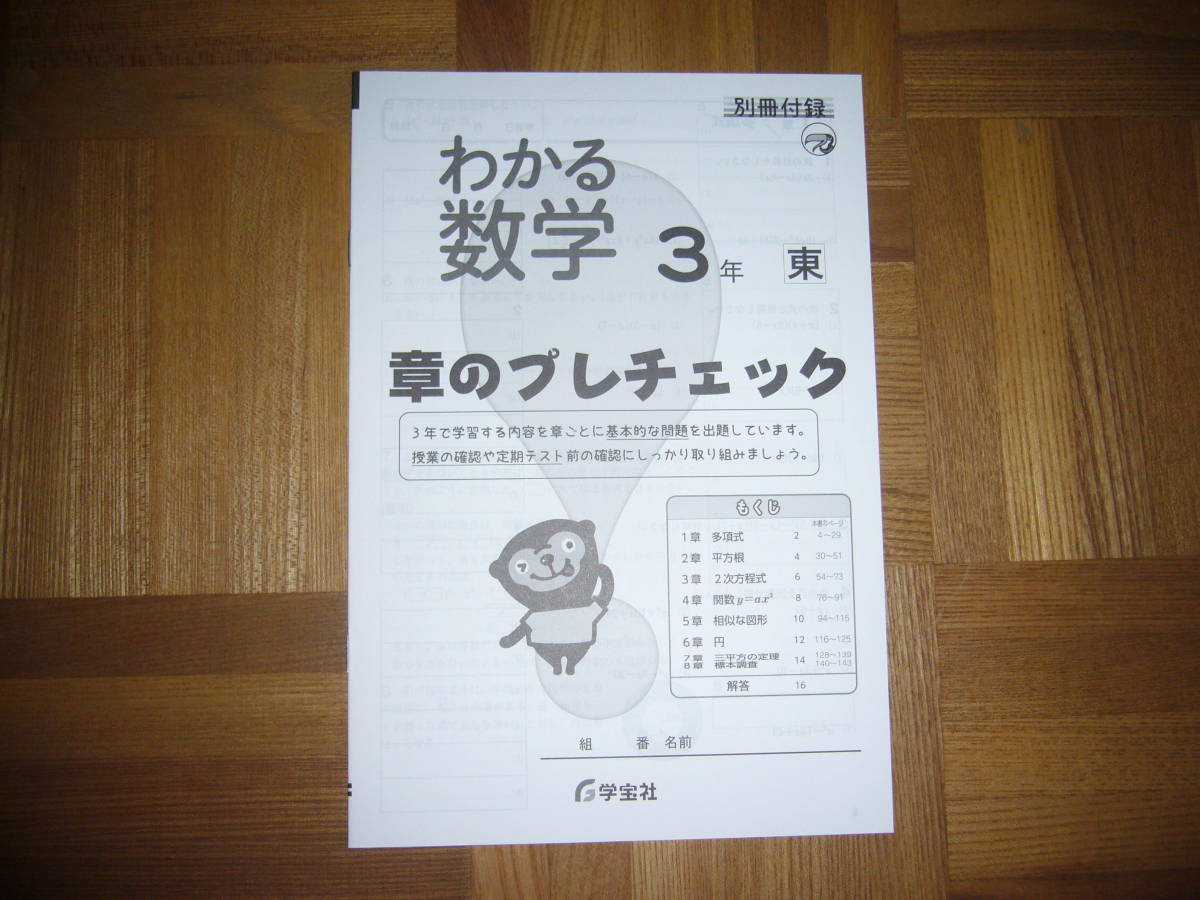 別冊付録
わかる
数学 3年 東
章のプレチェック
3年で学習する内容を章ごとに基本的な問題を出題しています。
授業の確認や定期テスト前の確認にしっかり取り組みましょう。
もくじ
本書のページ
1章 多項式 2 4〜29
2章 平方根 4 30〜51
3章 2次方程式 6 54〜73
4章 関数y=ax² 8 76〜91
5章 相似な図形 10 94〜115
6章 円 12 116〜125
7章 三平方の定理 14 128〜139
8章 標本調査 140〜143
解答 16
組 番 名前
学宝社